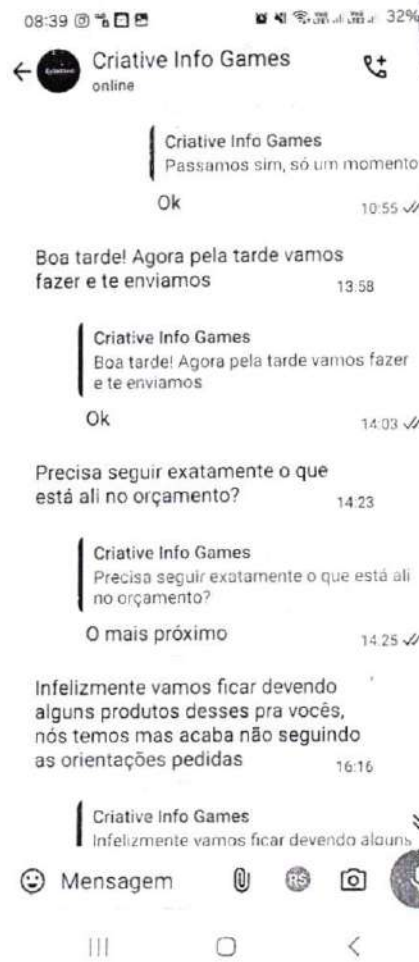 08:39 32%
Criative Info Games
online
Criative Info Games
Passamos sim, só um momento
Ok
10:55
Boa tarde! Agora pela tarde vamos
fazer e te enviamos
13:58
Criative Info Games
Boa tarde! Agora pela tarde vamos fazer
e te enviamos
Ok
14:03
Precisa seguir exatamente o que
está ali no orçamento?
14:23
Criative Info Games
Precisa seguir exatamente o que está ali
no orçamento?
O mais próximo
14:25
Infelizmente vamos ficar devendo
alguns produtos desses pra vocês,
nós temos mas acaba não seguindo
as orientações pedidas
16:16
Criative Info Games
Infelizmente vamos ficar devendo alguns
Mensagem
R$